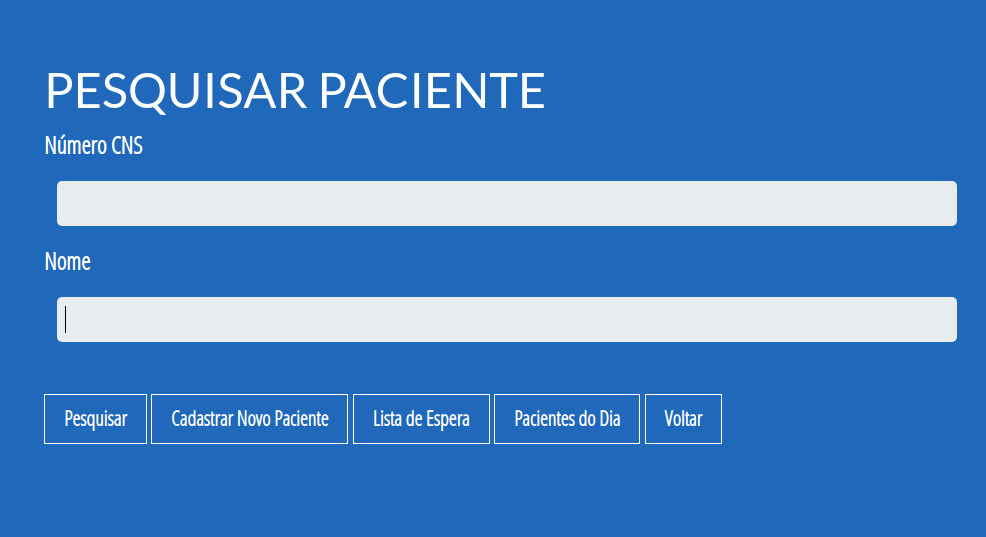 PESQUISAR PACIENTE
Número CNS
Nome
Pesquisar Cadastrar Novo Paciente Lista de Espera Pacientes do Dia Voltar